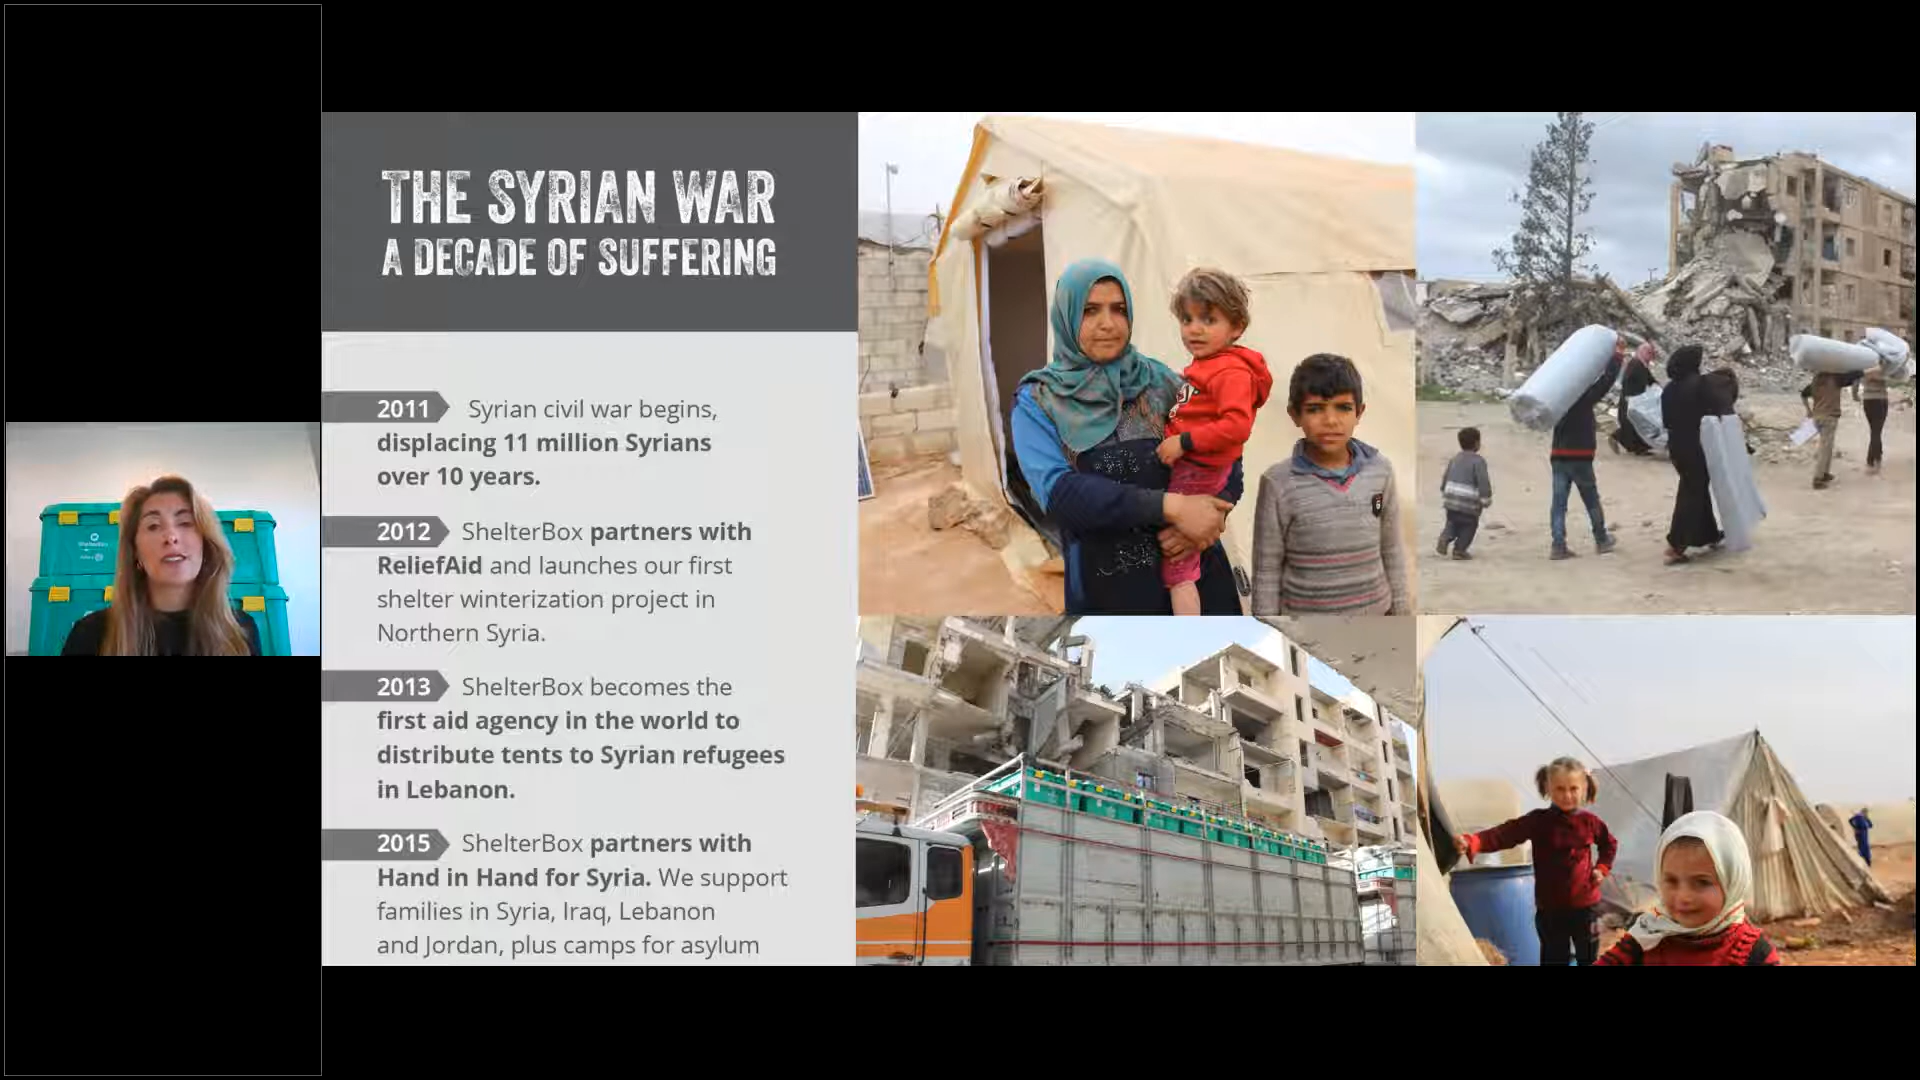 THE SYRIAN WAR
A DECADE OF SUFFERING
2011 Syrian civil war begins,
displacing 11 million Syrians
over 10 years.
2012 ShelterBox partners with
ReliefAid and launches our first
shelter winterization project in
Northern Syria.
2013 ShelterBox becomes the
first aid agency in the world to
distribute tents to Syrian refugees
in Lebanon.
2015 ShelterBox partners with
Hand in Hand for Syria. We support
families in Syria, Iraq, Lebanon
and Jordan, plus camps for asylum
ShelterBox